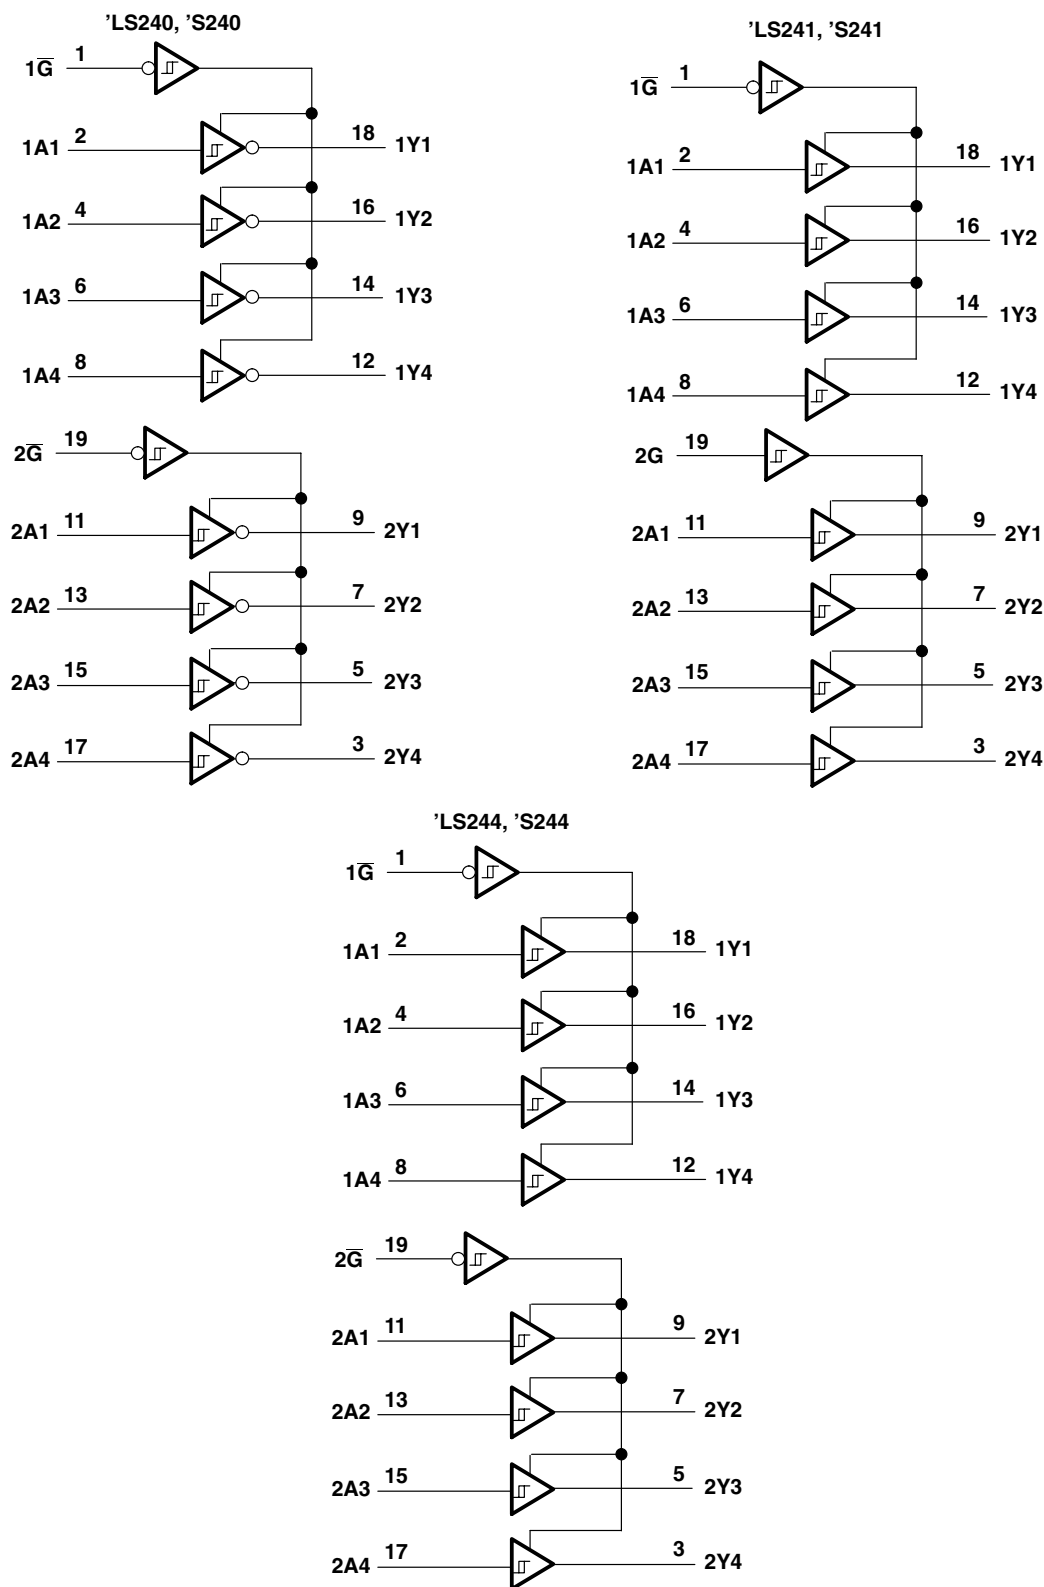 ’LS240, ’S240
1G̅ 1
1A1 2 18 1Y1
1A2 4 16 1Y2
1A3 6 14 1Y3
1A4 8 12 1Y4
2G̅ 19
2A1 11 9 2Y1
2A2 13 7 2Y2
2A3 15 5 2Y3
2A4 17 3 2Y4
’LS241, ’S241
1G̅ 1
1A1 2 18 1Y1
1A2 4 16 1Y2
1A3 6 14 1Y3
1A4 8 12 1Y4
2G 19
2A1 11 9 2Y1
2A2 13 7 2Y2
2A3 15 5 2Y3
2A4 17 3 2Y4
’LS244, ’S244
1G̅ 1
1A1 2 18 1Y1
1A2 4 16 1Y2
1A3 6 14 1Y3
1A4 8 12 1Y4
2G̅ 19
2A1 11 9 2Y1
2A2 13 7 2Y2
2A3 15 5 2Y3
2A4 17 3 2Y4